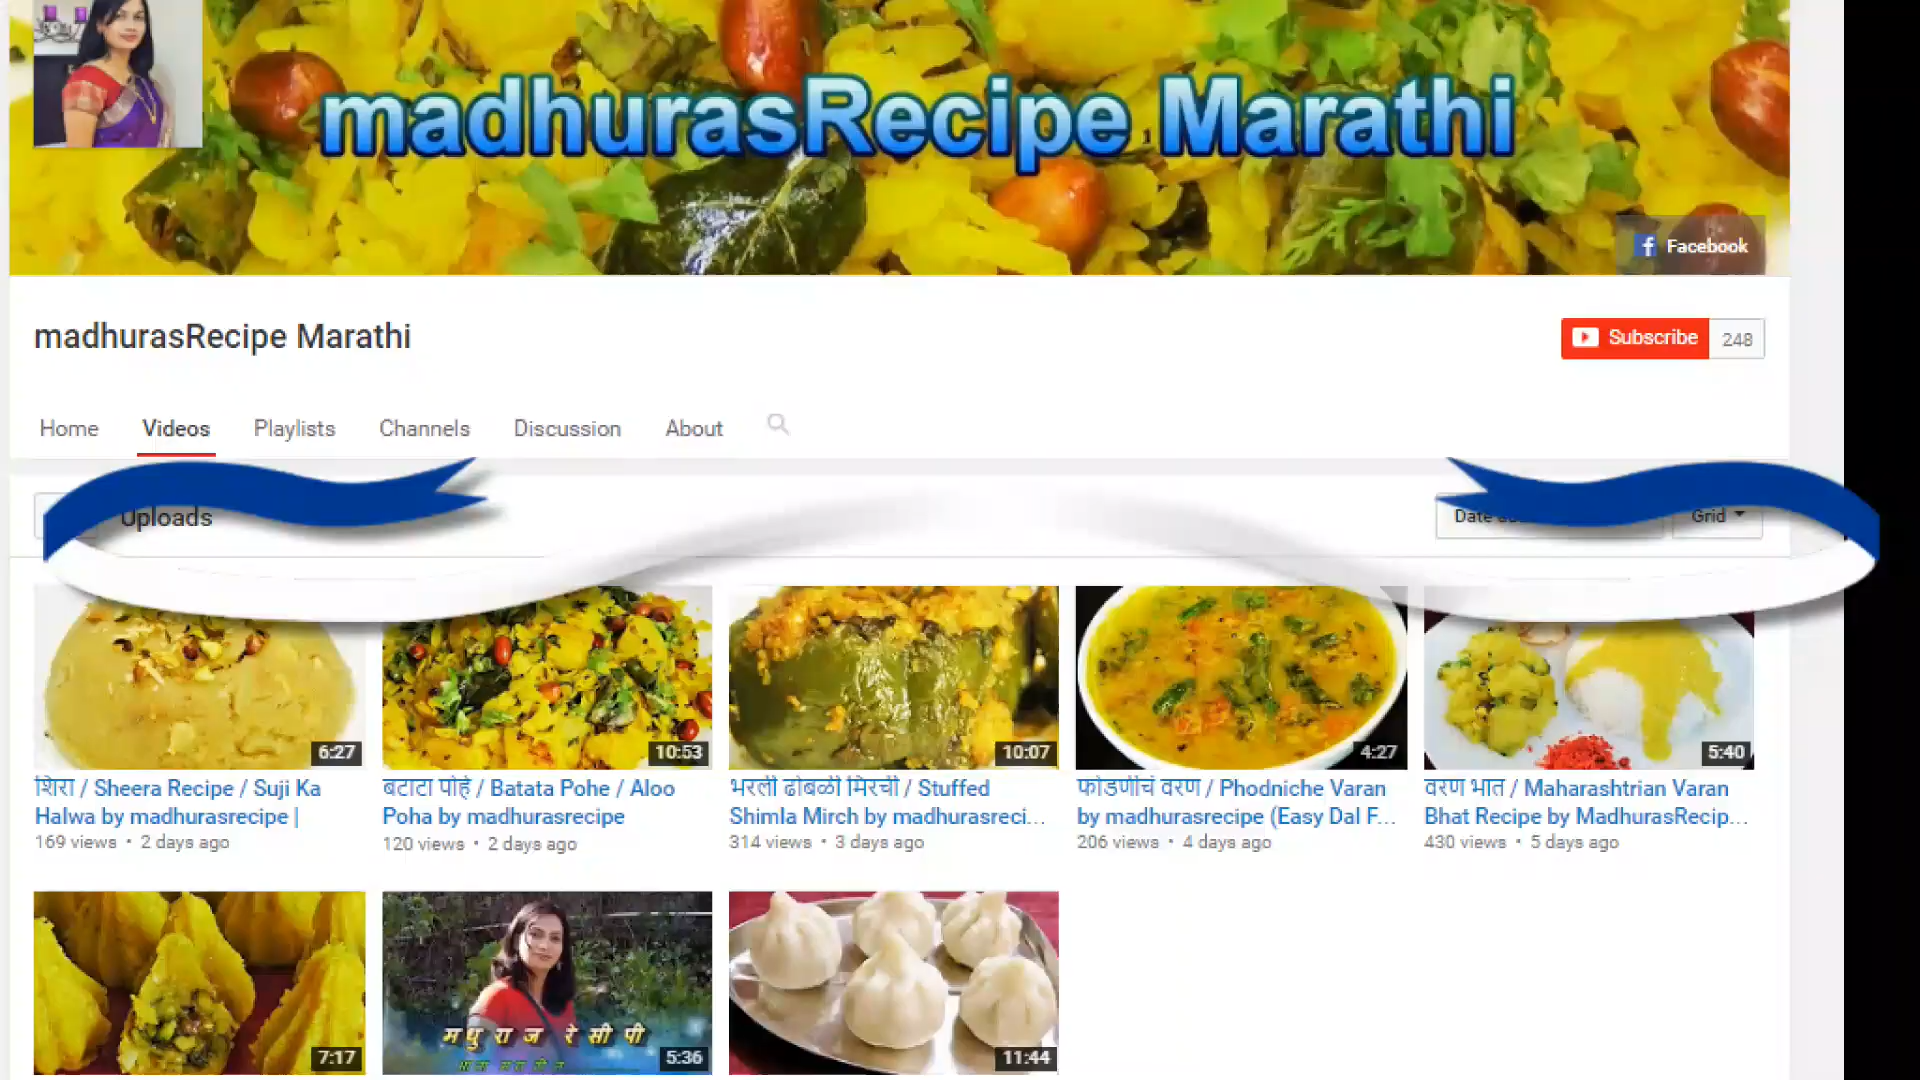 madhurasRecipe Marathi
Facebook
madhurasRecipe Marathi
Subscribe 248
Home Videos Playlists Channels Discussion About
Uploads
Date
Grid
6:27
10:53
10:07
4:27
5:40
शिरा / Sheera Recipe / Suji Ka
Halwa by madhurasrecipe |
169 views • 2 days ago
बटाटा पोहे / Batata Pohe / Aloo
Poha by madhurasrecipe
120 views • 2 days ago
भरली ढोबळी मिरची / Stuffed
Shimla Mirch by madhurasreci...
314 views • 3 days ago
फोडणीचं वरण / Phodniche Varan
by madhurasrecipe (Easy Dal F...
206 views • 4 days ago
वरण भात / Maharashtrian Varan
Bhat Recipe by MadhurasRecip...
430 views • 5 days ago
7:17
मधुराज रेसीपी
5:36
11:44